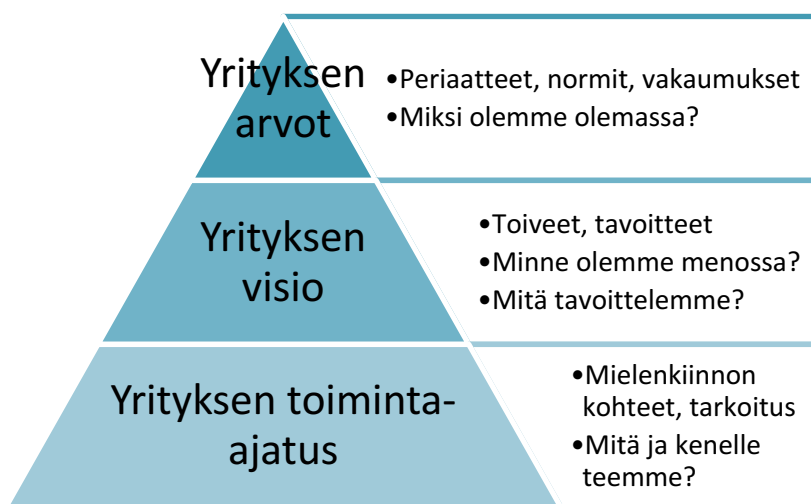 Yrityksen
arvot
•Periaatteet, normit, vakaumukset
•Miksi olemme olemassa?
Yrityksen
visio
•Toiveet, tavoitteet
•Minne olemme menossa?
•Mitä tavoittelemme?
Yrityksen toiminta-
ajatus
•Mielenkiinnon
kohteet, tarkoitus
•Mitä ja kenelle
teemme?